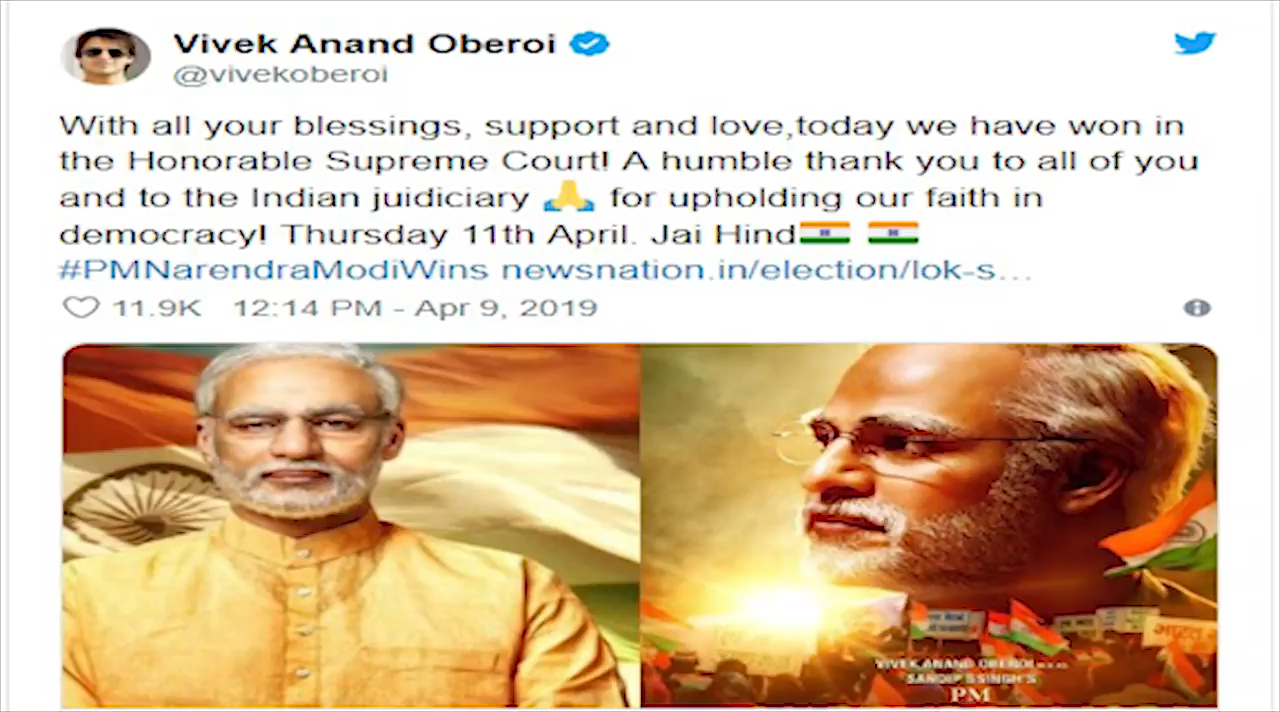 Vivek Anand Oberoi
@vivekoberoi
With all your blessings, support and love,today we have won in
the Honorable Supreme Court! A humble thank you to all of you
and to the Indian juidiciary 🙏 for upholding our faith in
democracy! Thursday 11th April. Jai Hind🇮🇳 🇮🇳
#PMNarendraModiWins newsnation.in/election/lok-s...
11.9K 12:14 PM - Apr 9, 2019
VIVEK ANAND OBEROI
SANDIP SSINGH'S
PM